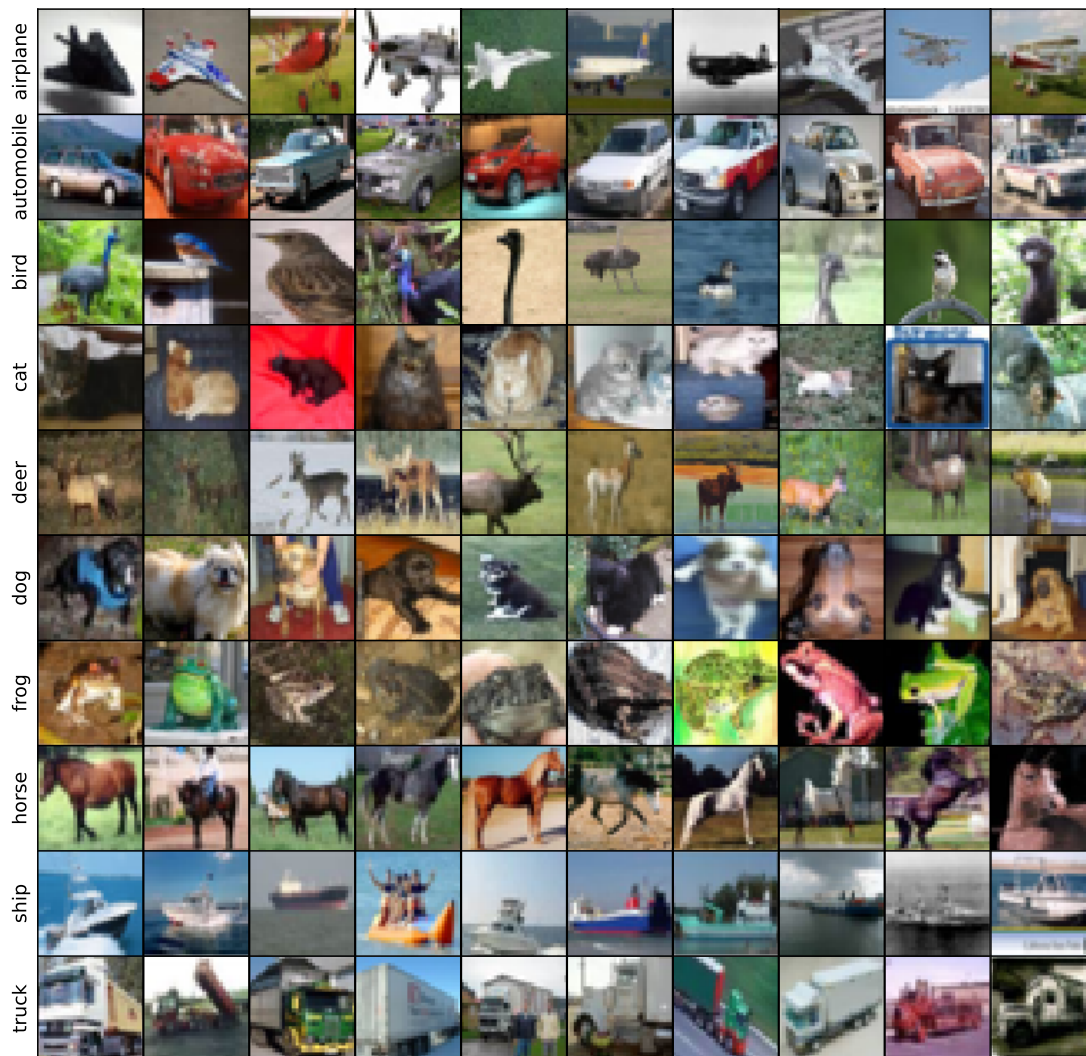 airplane
automobile
bird
cat
deer
dog
frog
horse
ship
truck